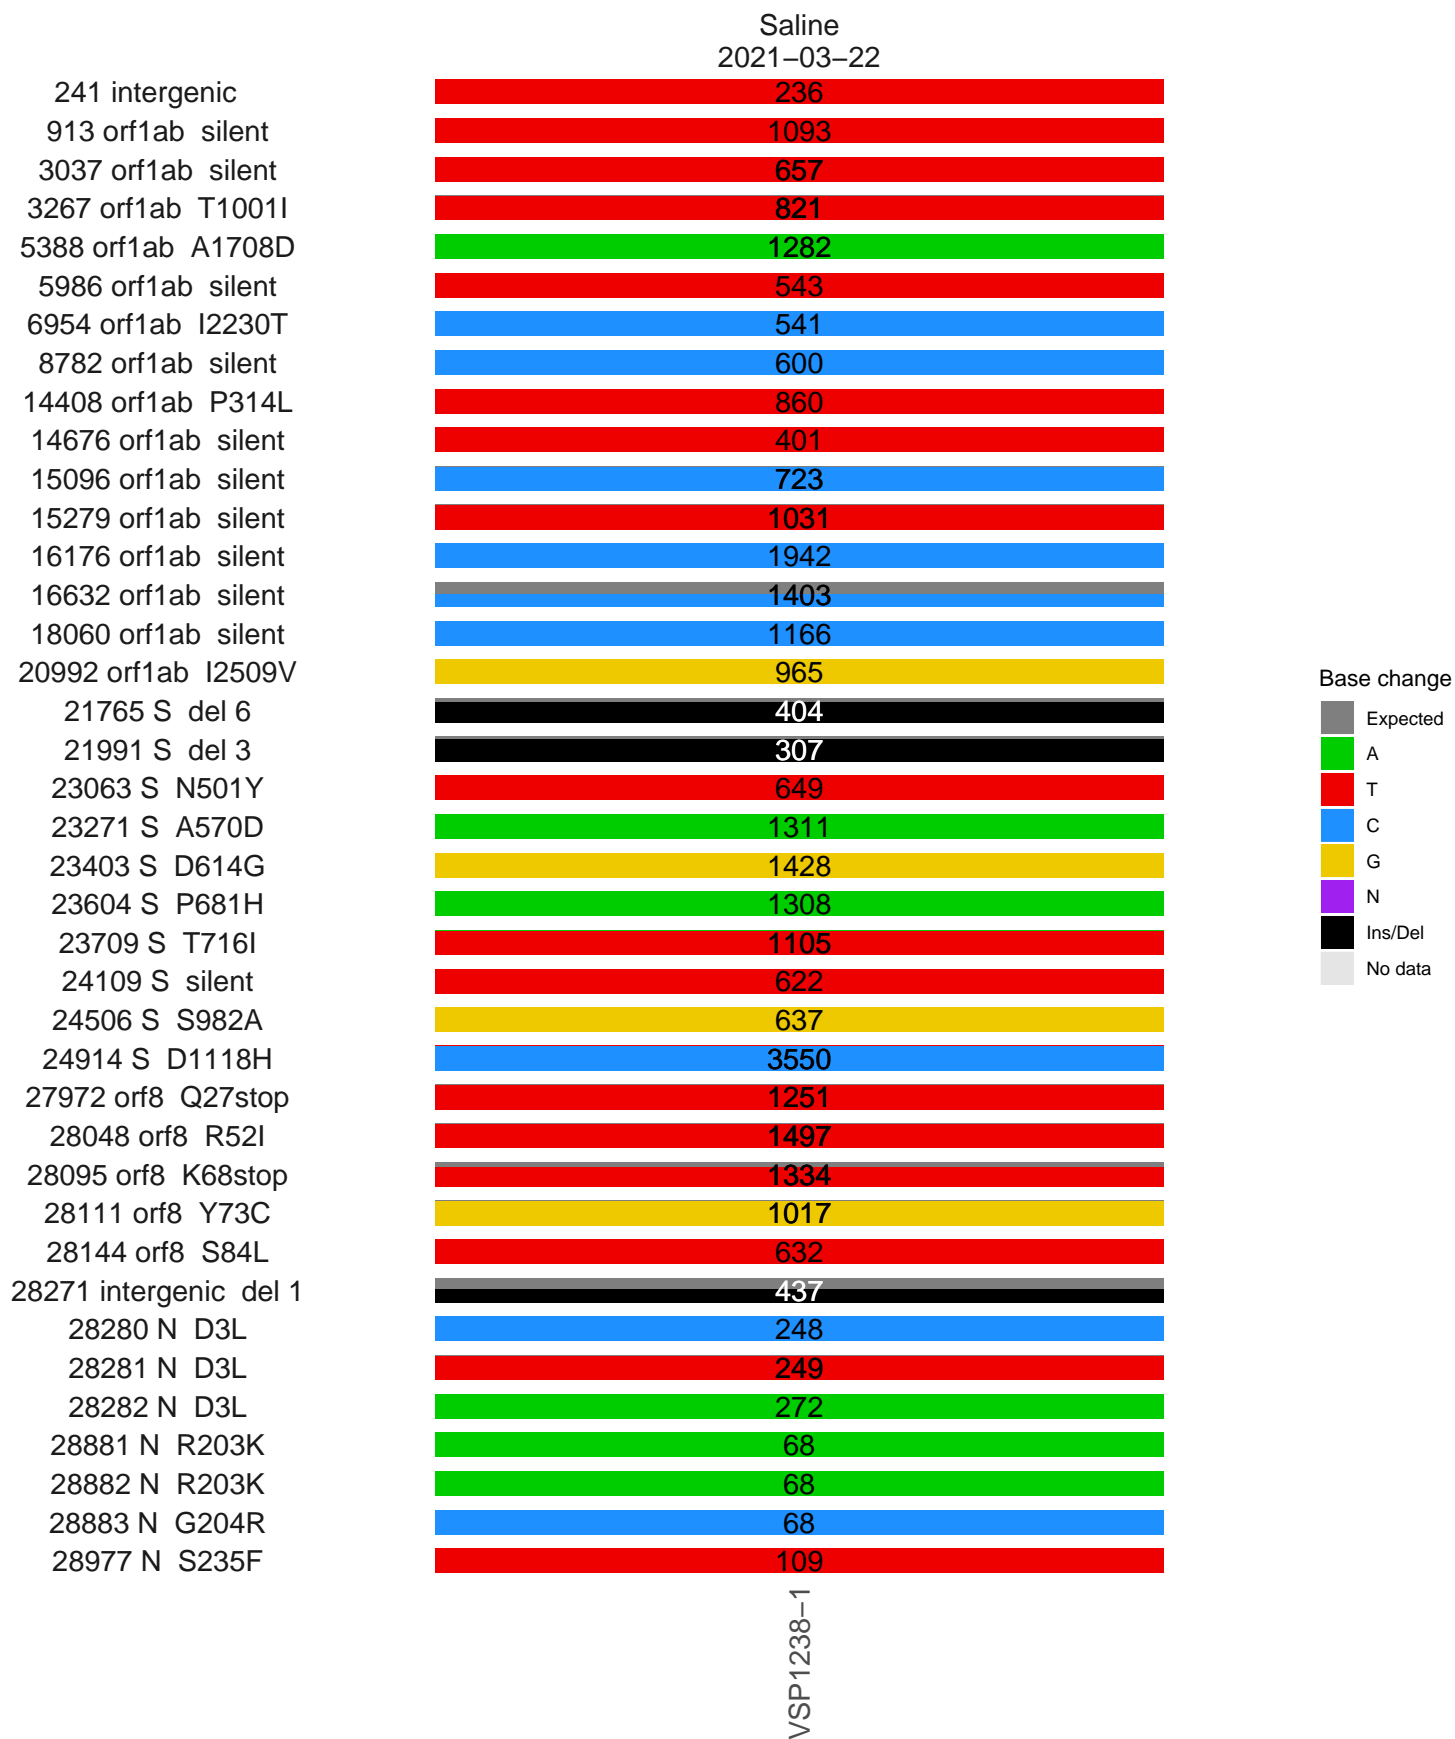 Saline
2021−03−22
241 intergenic 236
913 orf1ab silent 1093
3037 orf1ab silent 657
3267 orf1ab T1001I 821
5388 orf1ab A1708D 1282
5986 orf1ab silent 543
6954 orf1ab I2230T 541
8782 orf1ab silent 600
14408 orf1ab P314L 860
14676 orf1ab silent 401
15096 orf1ab silent 723
15279 orf1ab silent 1031
16176 orf1ab silent 1942
16632 orf1ab silent 1403
18060 orf1ab silent 1166
20992 orf1ab I2509V 965
21765 S del 6 404
21991 S del 3 307
23063 S N501Y 649
23271 S A570D 1311
23403 S D614G 1428
23604 S P681H 1308
23709 S T716I 1105
24109 S silent 622
24506 S S982A 637
24914 S D1118H 3550
27972 orf8 Q27stop 1251
28048 orf8 R52I 1497
28095 orf8 K68stop 1334
28111 orf8 Y73C 1017
28144 orf8 S84L 632
28271 intergenic del 1 437
28280 N D3L 248
28281 N D3L 249
28282 N D3L 272
28881 N R203K 68
28882 N R203K 68
28883 N G204R 68
28977 N S235F 109
VSP1238−1
Base change
Expected
A
T
C
G
N
Ins/Del
No data